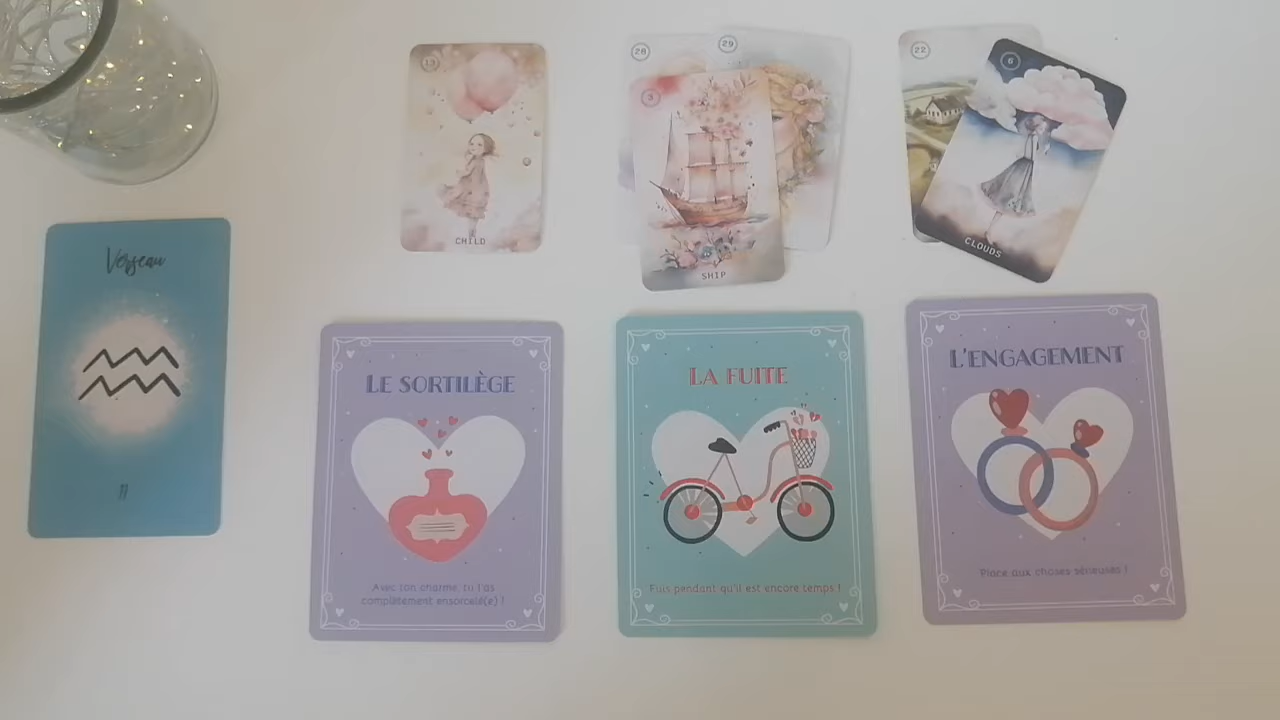 Verseau
11
13
CHILD
28
29
3
SHIP
22
6
CLOUDS
LE SORTILÈGE
Avec ton charme, tu l'as
complètement ensorcelé(e) !
LA FUITE
Fuis pendant qu'il est encore temps !
L'ENGAGEMENT
Place aux choses sérieuses !